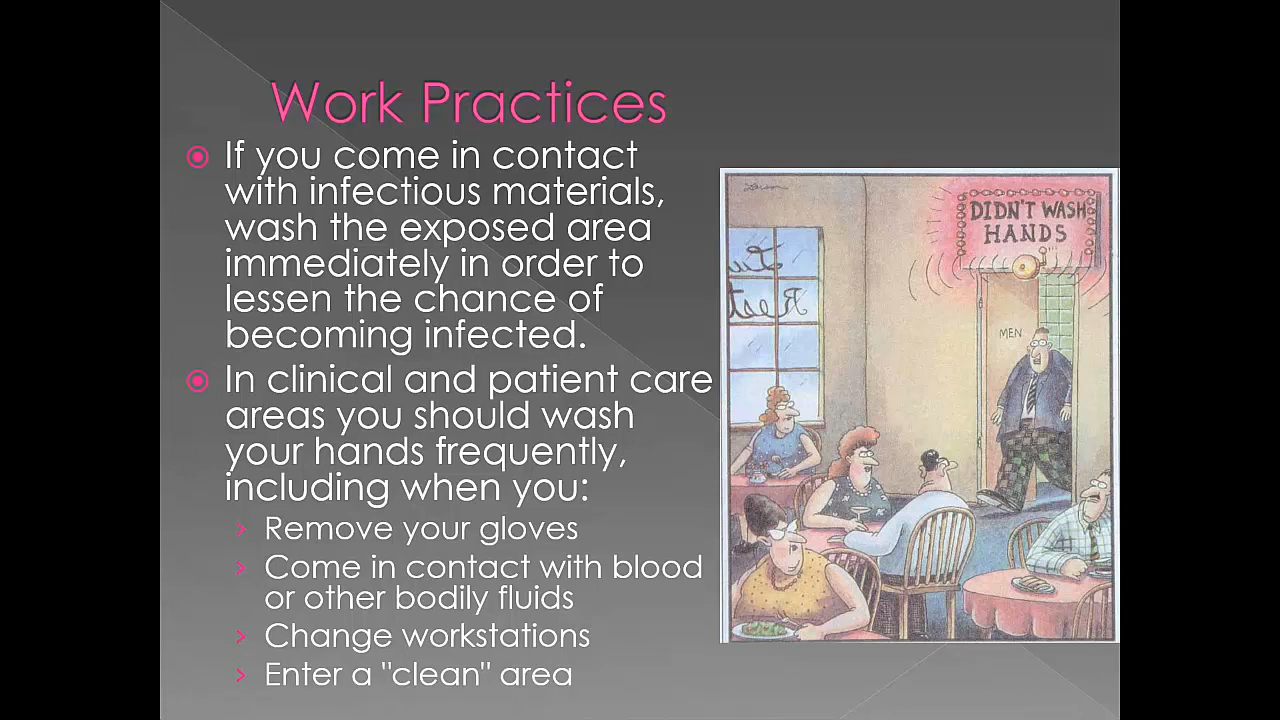 Work Practices
If you come in contact
with infectious materials,
wash the exposed area
immediately in order to
lessen the chance of
becoming infected.
In clinical and patient care
areas you should wash
your hands frequently,
including when you:
Remove your gloves
Come in contact with blood
or other bodily fluids
Change workstations
Enter a "clean" area
Larson
DIDN'T WASH
HANDS
MEN